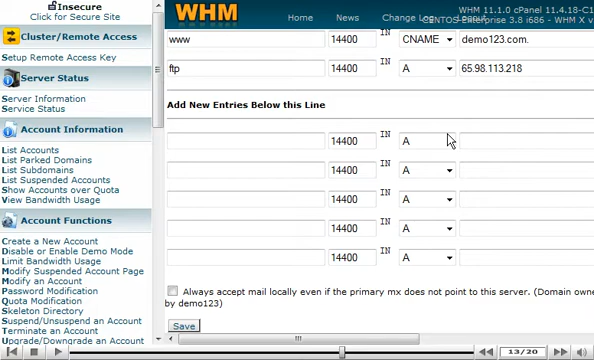 Insecure
Click for Secure Site
Cluster/Remote Access
Setup Remote Access Key
Server Status
Server Information
Service Status
Account Information
List Accounts
List Parked Domains
List Subdomains
List Suspended Accounts
Show Accounts over Quota
View Bandwidth Usage
Account Functions
Create a New Account
Disable or Enable Demo Mode
Limit Bandwidth Usage
Modify Suspended Account Page
Modify an Account
Password Modification
Quota Modification
Skeleton Directory
Suspend/Unsuspend an Account
Terminate an Account
Upgrade/Downgrade an Account
WHM
WHM 11.1.0 cPanel 11.4.18-C1
CENTOS Enterprise 3.8 i686 - WHM X v
Home News Change Log
www 14400 IN CNAME demo123.com.
ftp 14400 IN A 65.98.113.218
Add New Entries Below this Line
14400 IN A
14400 IN A
14400 IN A
14400 IN A
14400 IN A
Always accept mail locally even if the primary mx does not point to this server. (Domain owne
by demo123)
Save
13/20